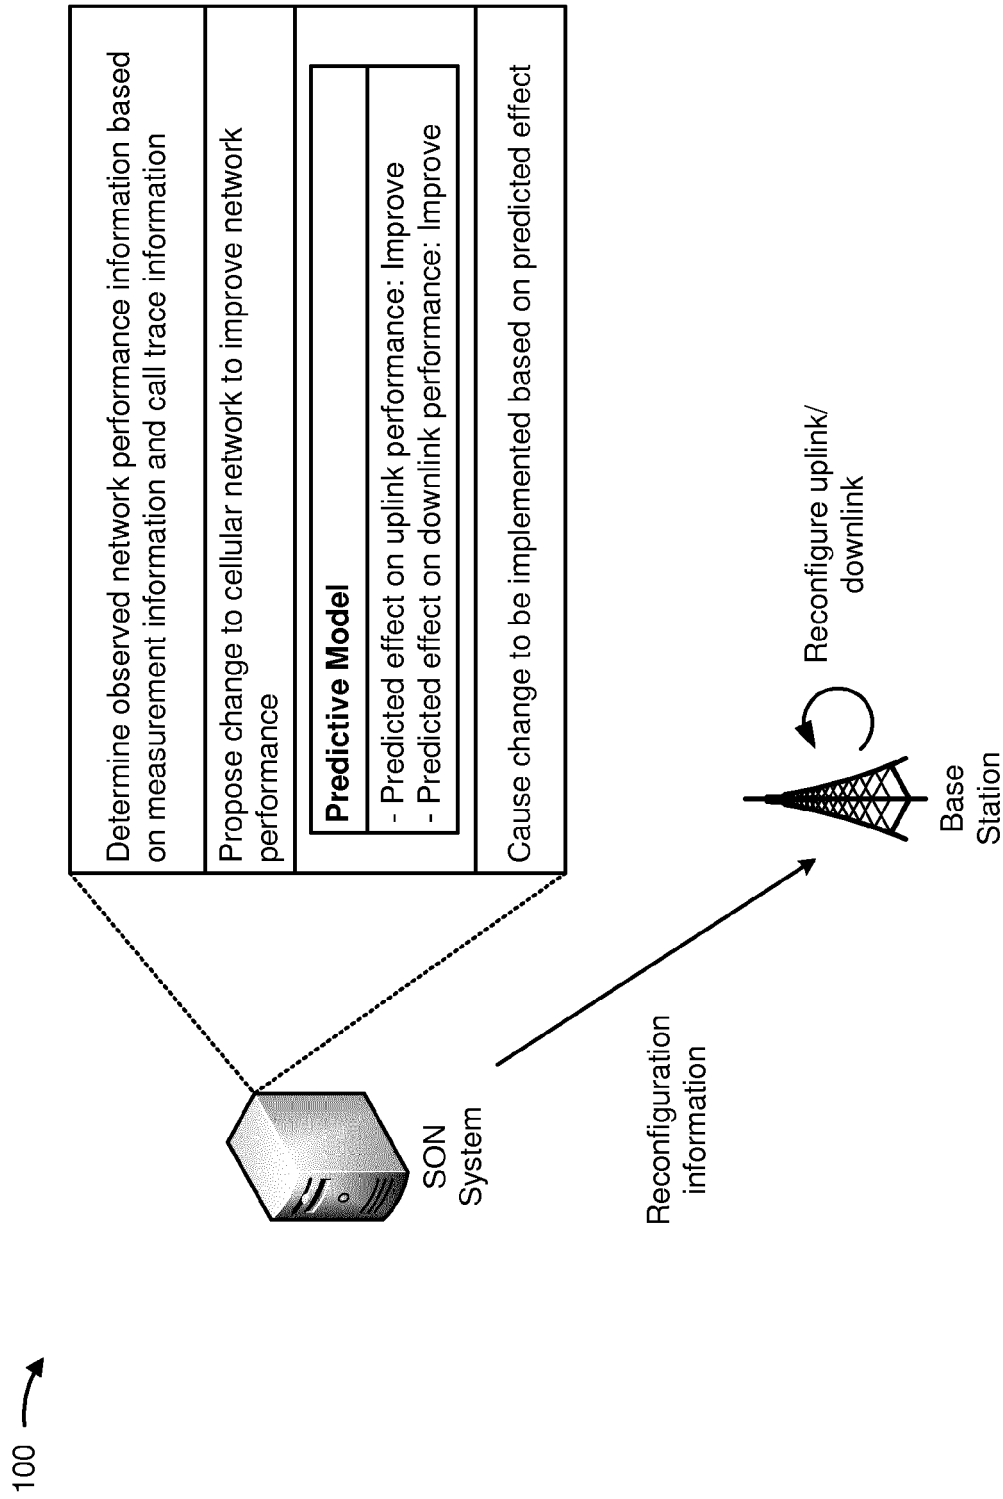 100
Determine observed network performance information based
on measurement information and call trace information
Propose change to cellular network to improve network
performance
Predictive Model
- Predicted effect on uplink performance: Improve
- Predicted effect on downlink performance: Improve
Cause change to be implemented based on predicted effect
SON
System
Reconfiguration
information
Reconfigure uplink/
downlink
Base
Station